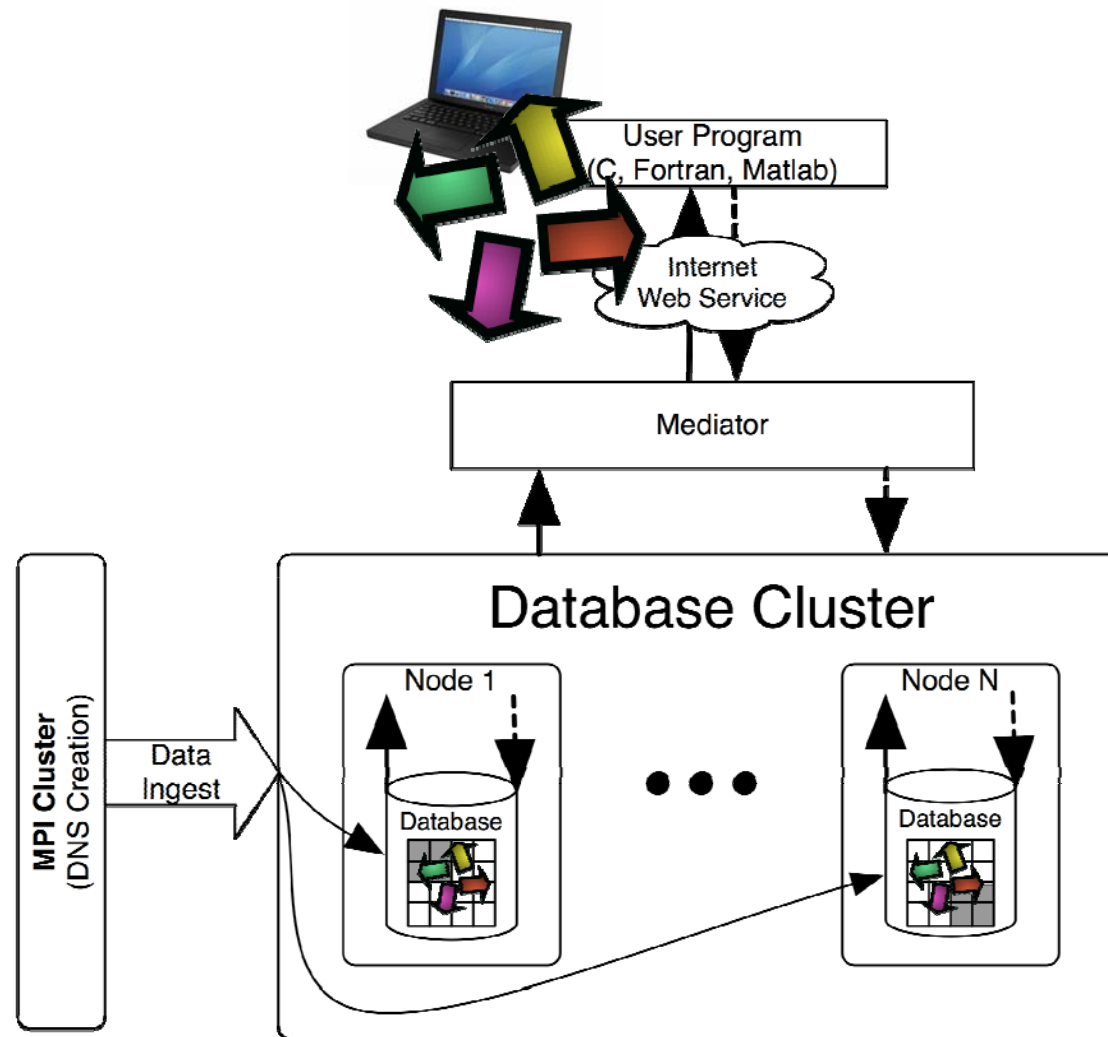 User Program
(C, Fortran, Matlab)
Internet
Web Service
Mediator
Database Cluster
Node 1
Node N
MPI Cluster
(DNS Creation)
Data
Ingest
Database
Database